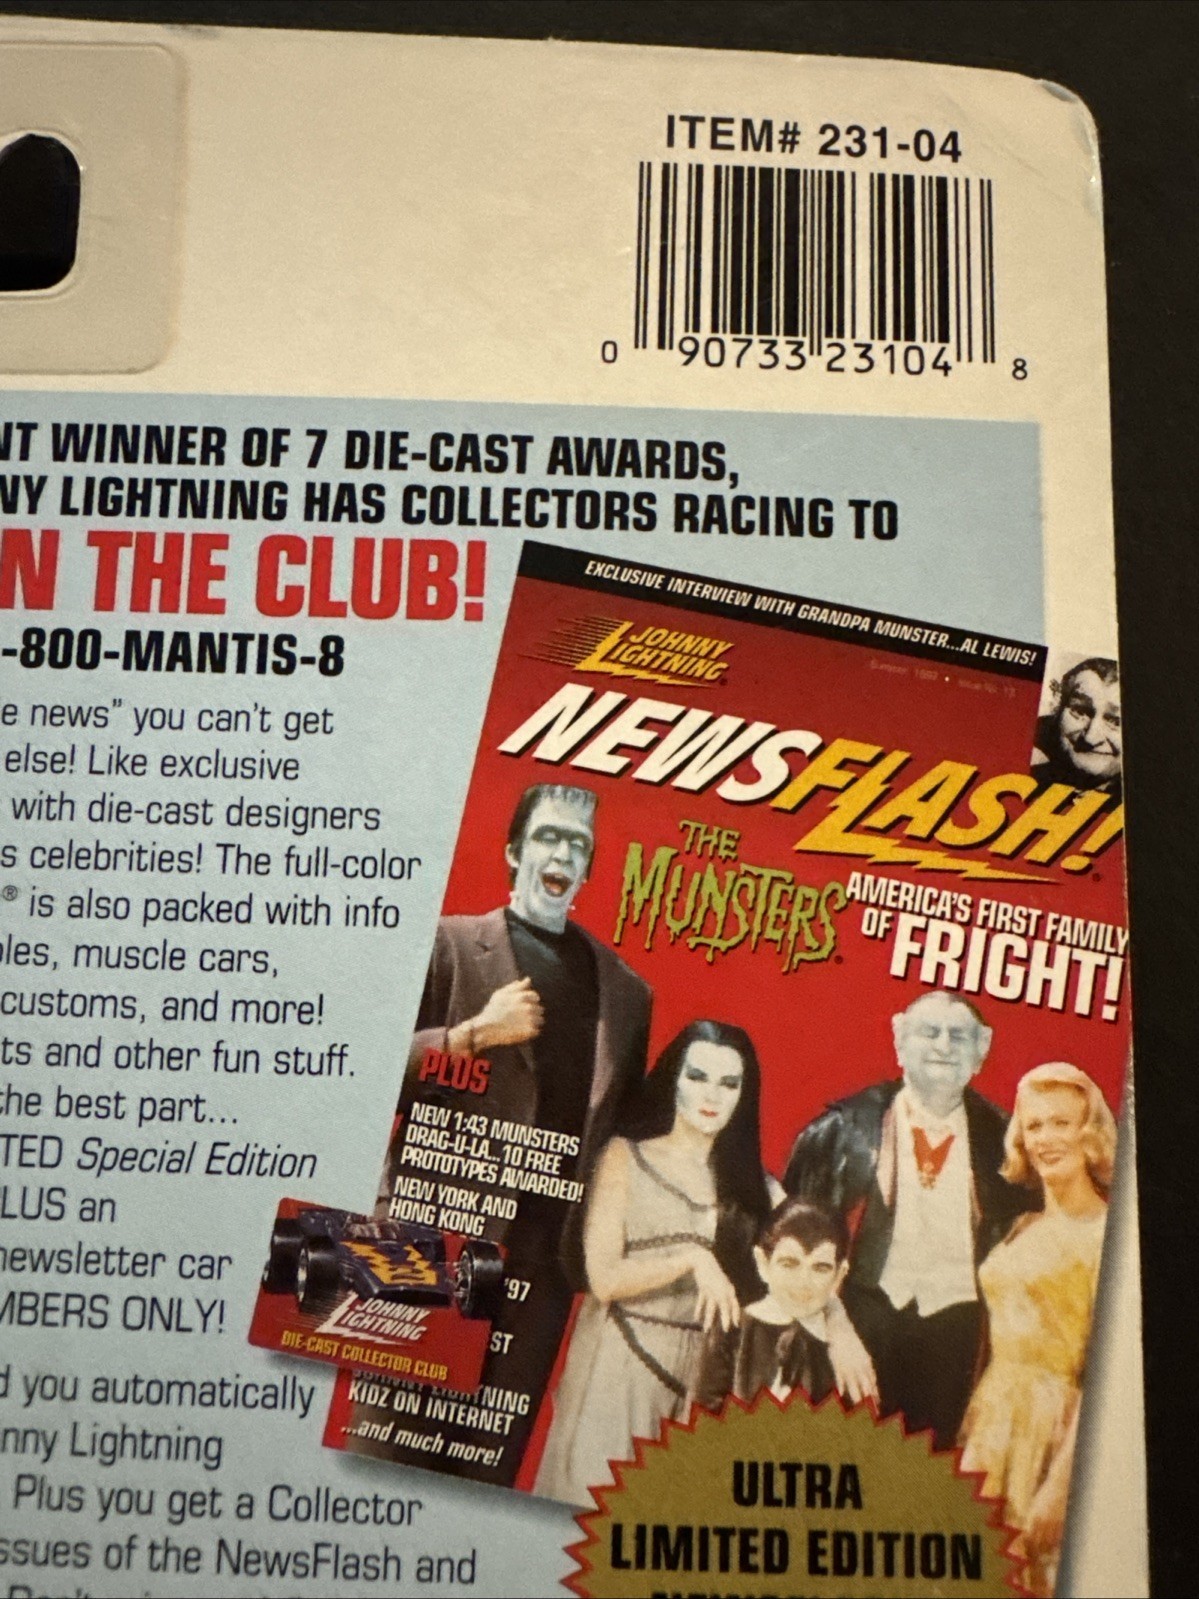 ITEM# 231-04
0 90733 23104 8
NT WINNER OF 7 DIE-CAST AWARDS,
NY LIGHTNING HAS COLLECTORS RACING TO
N THE CLUB!
-800-MANTIS-8
e news” you can't get
else! Like exclusive
with die-cast designers
s celebrities! The full-color
® is also packed with info
les, muscle cars,
customs, and more!
ts and other fun stuff.
the best part...
TED Special Edition
LUS an
newsletter car
MBERS ONLY!
d you automatically
nny Lightning
Plus you get a Collector
ssues of the NewsFlash and
EXCLUSIVE INTERVIEW WITH GRANDPA MUNSTER...AL LEWIS!
JOHNNY
LIGHTNING
NEWSFLASH!
THE
MUNSTERS
AMERICA'S FIRST FAMILY
OF FRIGHT!
PLUS
NEW 1:43 MUNSTERS
DRAG-U-LA... 10 FREE
PROTOTYPES AWARDED!
NEW YORK AND
HONG KONG
'97
ST
JOHNNY
LIGHTNING
DIE-CAST COLLECTOR CLUB
JOHNNY LIGHTNING
KIDZ ON INTERNET
...and much more!
ULTRA
LIMITED EDITION